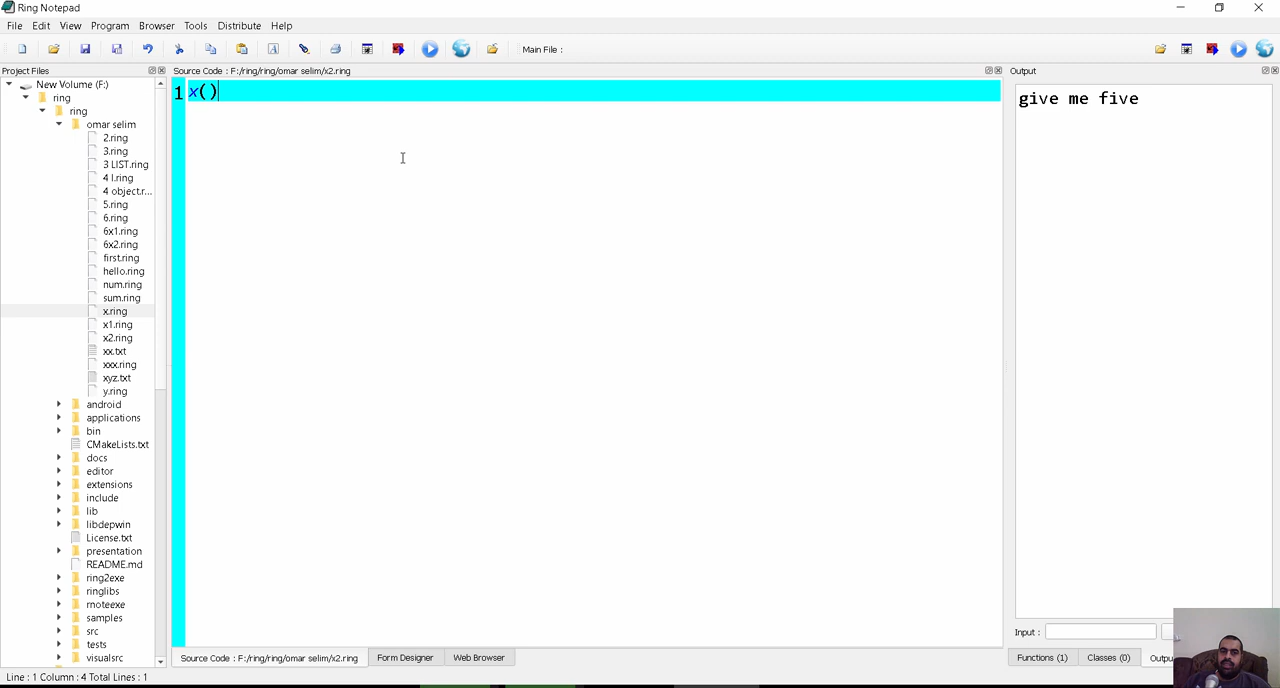 Ring Notepad
File Edit View Program Browser Tools Distribute Help
Main File :
Project Files
Source Code : F:/ring/ring/omar selim/x2.ring
Output
New Volume (F:)
ring
ring
omar selim
2.ring
3.ring
3 LIST.ring
4 l.ring
4 object.r...
5.ring
6.ring
6x1.ring
6x2.ring
first.ring
hello.ring
num.ring
sum.ring
x.ring
x1.ring
x2.ring
xx.txt
xxx.ring
xyz.txt
y.ring
android
applications
bin
CMakeLists.txt
docs
editor
extensions
include
lib
libdepwin
License.txt
presentation
README.md
ring2exe
ringlibs
rnoteexe
samples
src
tests
visualsrc
1 x()
give me five
Input :
Source Code : F:/ring/ring/omar selim/x2.ring Form Designer Web Browser
Functions (1) Classes (0) Outpu
Line : 1 Column : 4 Total Lines : 1